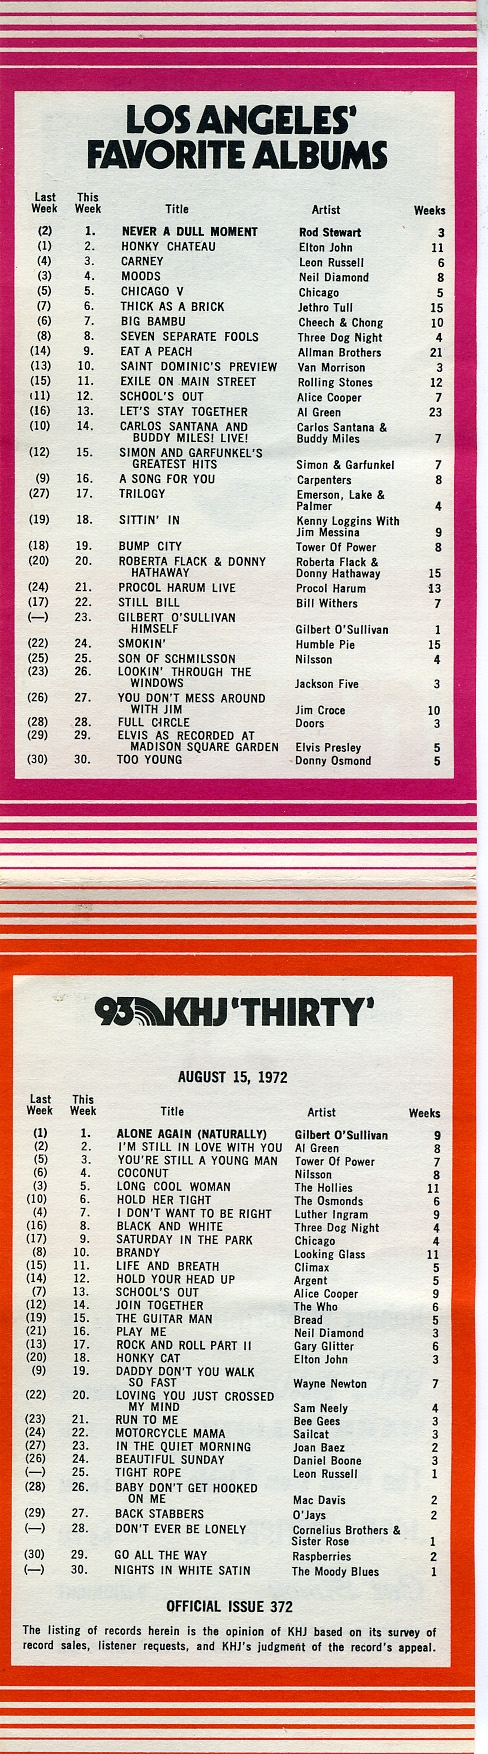 LOS ANGELES'
FAVORITE ALBUMS
Last Week This Week Title Artist Weeks
(2) 1. NEVER A DULL MOMENT Rod Stewart 3
(1) 2. HONKY CHATEAU Elton John 11
(4) 3. CARNEY Leon Russell 6
(3) 4. MOODS Neil Diamond 8
(5) 5. CHICAGO V Chicago 5
(7) 6. THICK AS A BRICK Jethro Tull 15
(6) 7. BIG BAMBU Cheech & Chong 10
(8) 8. SEVEN SEPARATE FOOLS Three Dog Night 4
(14) 9. EAT A PEACH Allman Brothers 21
(13) 10. SAINT DOMINIC'S PREVIEW Van Morrison 3
(15) 11. EXILE ON MAIN STREET Rolling Stones 12
(11) 12. SCHOOL'S OUT Alice Cooper 7
(16) 13. LET'S STAY TOGETHER Al Green 23
(10) 14. CARLOS SANTANA AND Carlos Santana &
BUDDY MILES! LIVE! Buddy Miles 7
(12) 15. SIMON AND GARFUNKEL'S
GREATEST HITS Simon & Garfunkel 7
(9) 16. A SONG FOR YOU Carpenters 8
(27) 17. TRILOGY Emerson, Lake &
Palmer 4
(19) 18. SITTIN' IN Kenny Loggins With
Jim Messina 9
(18) 19. BUMP CITY Tower Of Power 8
(20) 20. ROBERTA FLACK & DONNY Roberta Flack &
HATHAWAY Donny Hathaway 15
(24) 21. PROCOL HARUM LIVE Procol Harum 13
(17) 22. STILL BILL Bill Withers 7
(—) 23. GILBERT O'SULLIVAN
HIMSELF Gilbert O'Sullivan 1
(22) 24. SMOKIN' Humble Pie 15
(25) 25. SON OF SCHMILSSON Nilsson 4
(23) 26. LOOKIN' THROUGH THE
WINDOWS Jackson Five 3
(26) 27. YOU DON'T MESS AROUND
WITH JIM Jim Croce 10
(28) 28. FULL CIRCLE Doors 3
(29) 29. ELVIS AS RECORDED AT
MADISON SQUARE GARDEN Elvis Presley 5
(30) 30. TOO YOUNG Donny Osmond 5
93 KHJ 'THIRTY'
AUGUST 15, 1972
Last Week This Week Title Artist Weeks
(1) 1. ALONE AGAIN (NATURALLY) Gilbert O'Sullivan 9
(2) 2. I'M STILL IN LOVE WITH YOU Al Green 8
(5) 3. YOU'RE STILL A YOUNG MAN Tower Of Power 7
(6) 4. COCONUT Nilsson 8
(3) 5. LONG COOL WOMAN The Hollies 11
(10) 6. HOLD HER TIGHT The Osmonds 6
(4) 7. I DON'T WANT TO BE RIGHT Luther Ingram 9
(16) 8. BLACK AND WHITE Three Dog Night 4
(17) 9. SATURDAY IN THE PARK Chicago 4
(8) 10. BRANDY Looking Glass 11
(15) 11. LIFE AND BREATH Climax 5
(14) 12. HOLD YOUR HEAD UP Argent 5
(7) 13. SCHOOL'S OUT Alice Cooper 9
(12) 14. JOIN TOGETHER The Who 6
(19) 15. THE GUITAR MAN Bread 5
(21) 16. PLAY ME Neil Diamond 3
(13) 17. ROCK AND ROLL PART II Gary Glitter 6
(20) 18. HONKY CAT Elton John 3
(9) 19. DADDY DON'T YOU WALK
SO FAST Wayne Newton 7
(22) 20. LOVING YOU JUST CROSSED
MY MIND Sam Neely 4
(23) 21. RUN TO ME Bee Gees 3
(24) 22. MOTORCYCLE MAMA Sailcat 3
(27) 23. IN THE QUIET MORNING Joan Baez 2
(26) 24. BEAUTIFUL SUNDAY Daniel Boone 3
(—) 25. TIGHT ROPE Leon Russell 1
(28) 26. BABY DON'T GET HOOKED
ON ME Mac Davis 2
(29) 27. BACK STABBERS O'Jays 2
(—) 28. DON'T EVER BE LONELY Cornelius Brothers &
Sister Rose 1
(30) 29. GO ALL THE WAY Raspberries 2
(—) 30. NIGHTS IN WHITE SATIN The Moody Blues 1
OFFICIAL ISSUE 372
The listing of records herein is the opinion of KHJ based on its survey of
record sales, listener requests, and KHJ's judgment of the record's appeal.